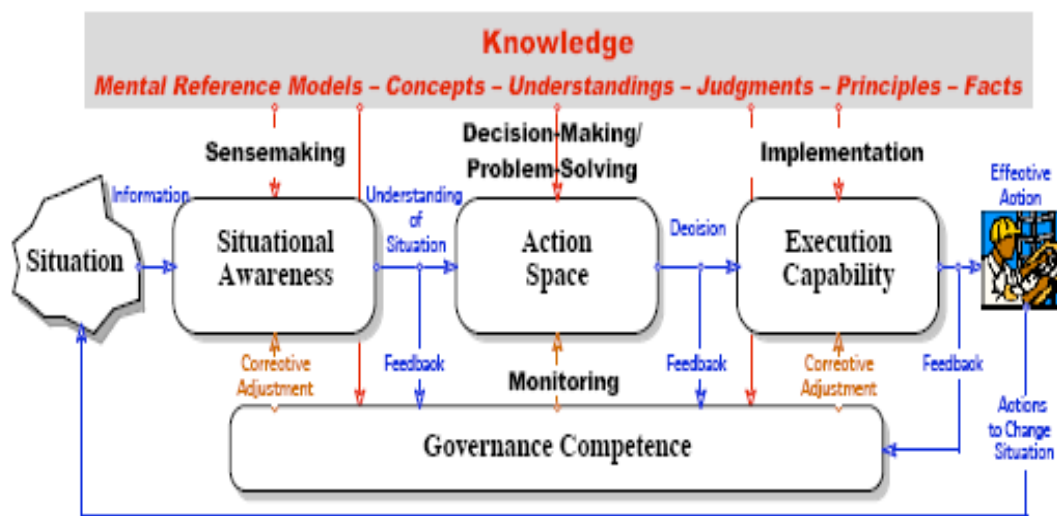 Knowledge
Mental Reference Models – Concepts – Understandings – Judgments – Principles – Facts
Sensemaking
Decision-Making/
Problem-Solving
Implementation
Situation
Information
Situational
Awareness
Understanding
of
Situation
Action
Space
Decision
Execution
Capability
Effective
Action
Corrective
Adjustment
Feedback
Monitoring
Feedback
Corrective
Adjustment
Feedback
Governance Competence
Actions
to Change
Situation